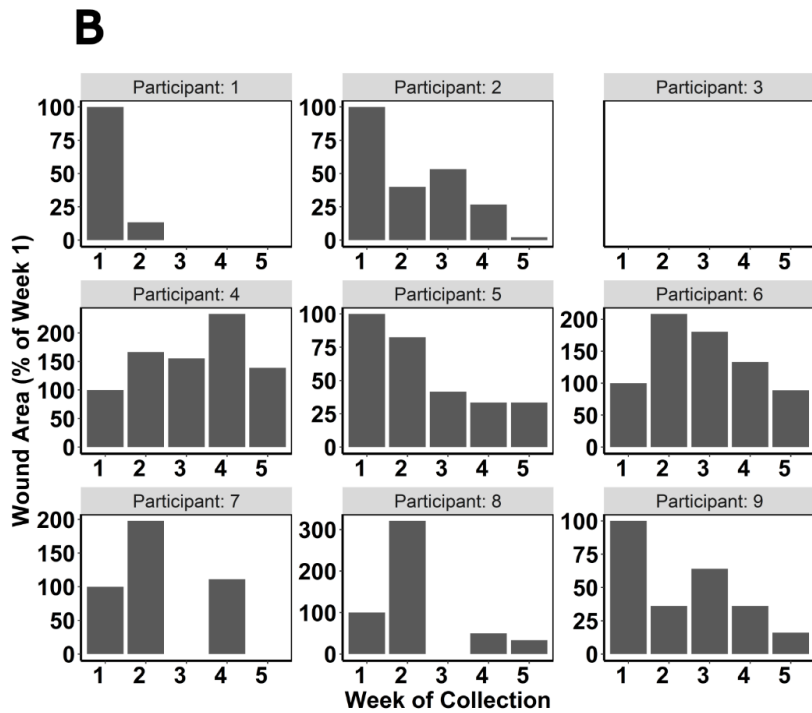 B
Participant: 1
Participant: 2
Participant: 3
100
75
50
25
0
1 2 3 4 5
100
75
50
25
0
1 2 3 4 5
1 2 3 4 5
Wound Area (% of Week 1)
Participant: 4
Participant: 5
Participant: 6
200
150
100
50
0
1 2 3 4 5
100
75
50
25
0
1 2 3 4 5
200
150
100
50
0
1 2 3 4 5
Participant: 7
Participant: 8
Participant: 9
200
150
100
50
0
1 2 3 4 5
300
200
100
0
1 2 3 4 5
100
75
50
25
0
1 2 3 4 5
Week of Collection